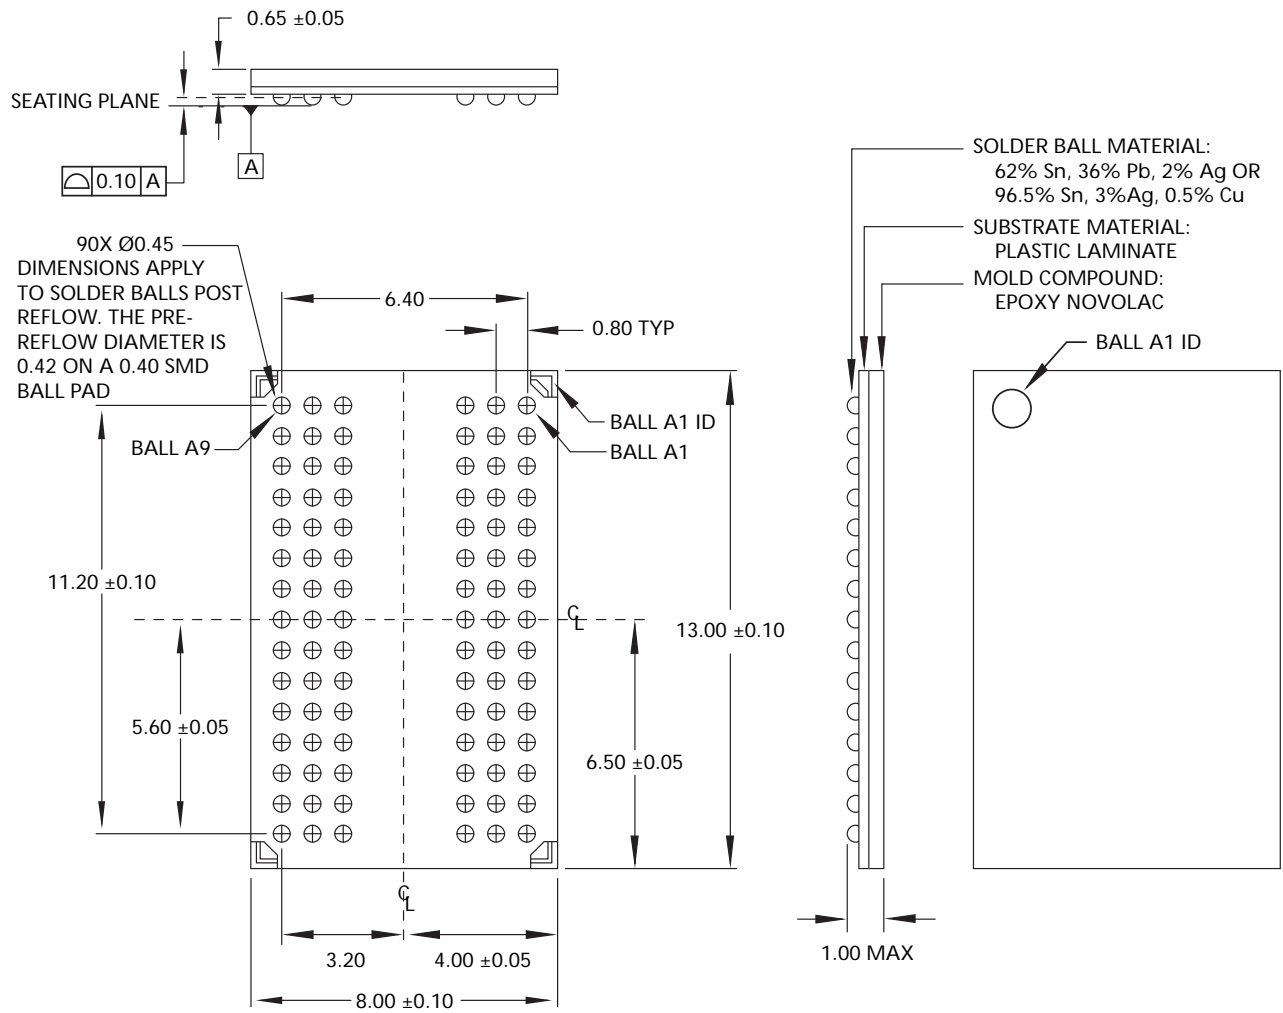 0.65 ±0.05
SEATING PLANE
A
0.10 A
SOLDER BALL MATERIAL:
62% Sn, 36% Pb, 2% Ag OR
96.5% Sn, 3%Ag, 0.5% Cu
SUBSTRATE MATERIAL:
PLASTIC LAMINATE
MOLD COMPOUND:
EPOXY NOVOLAC
90X Ø0.45
DIMENSIONS APPLY
TO SOLDER BALLS POST
REFLOW. THE PRE-
REFLOW DIAMETER IS
0.42 ON A 0.40 SMD
BALL PAD
6.40
0.80 TYP
BALL A1 ID
BALL A1 ID
BALL A9
BALL A1
11.20 ±0.10
CL
13.00 ±0.10
5.60 ±0.05
6.50 ±0.05
CL
3.20
4.00 ±0.05
1.00 MAX
8.00 ±0.10